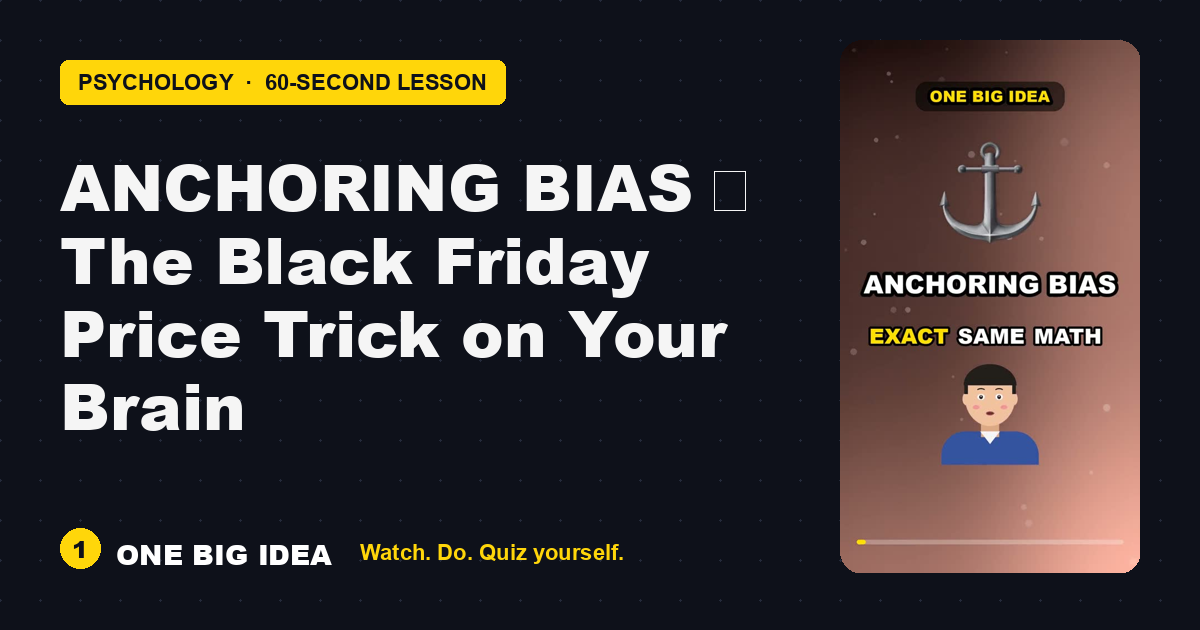 PSYCHOLOGY · 60-SECOND LESSON
ANCHORING BIAS □
The Black Friday
Price Trick on Your
Brain
1 ONE BIG IDEA Watch. Do. Quiz yourself.
ONE BIG IDEA
ANCHORING BIAS
EXACT SAME MATH